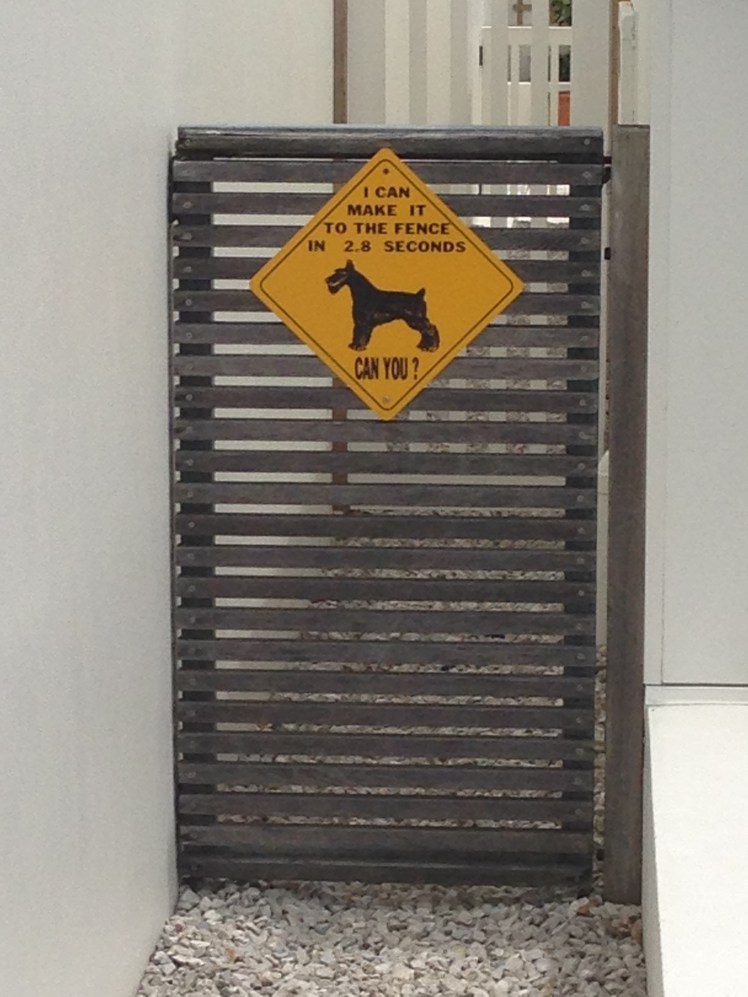 I CAN
MAKE IT
TO THE FENCE
IN 2.8 SECONDS
CAN YOU ?